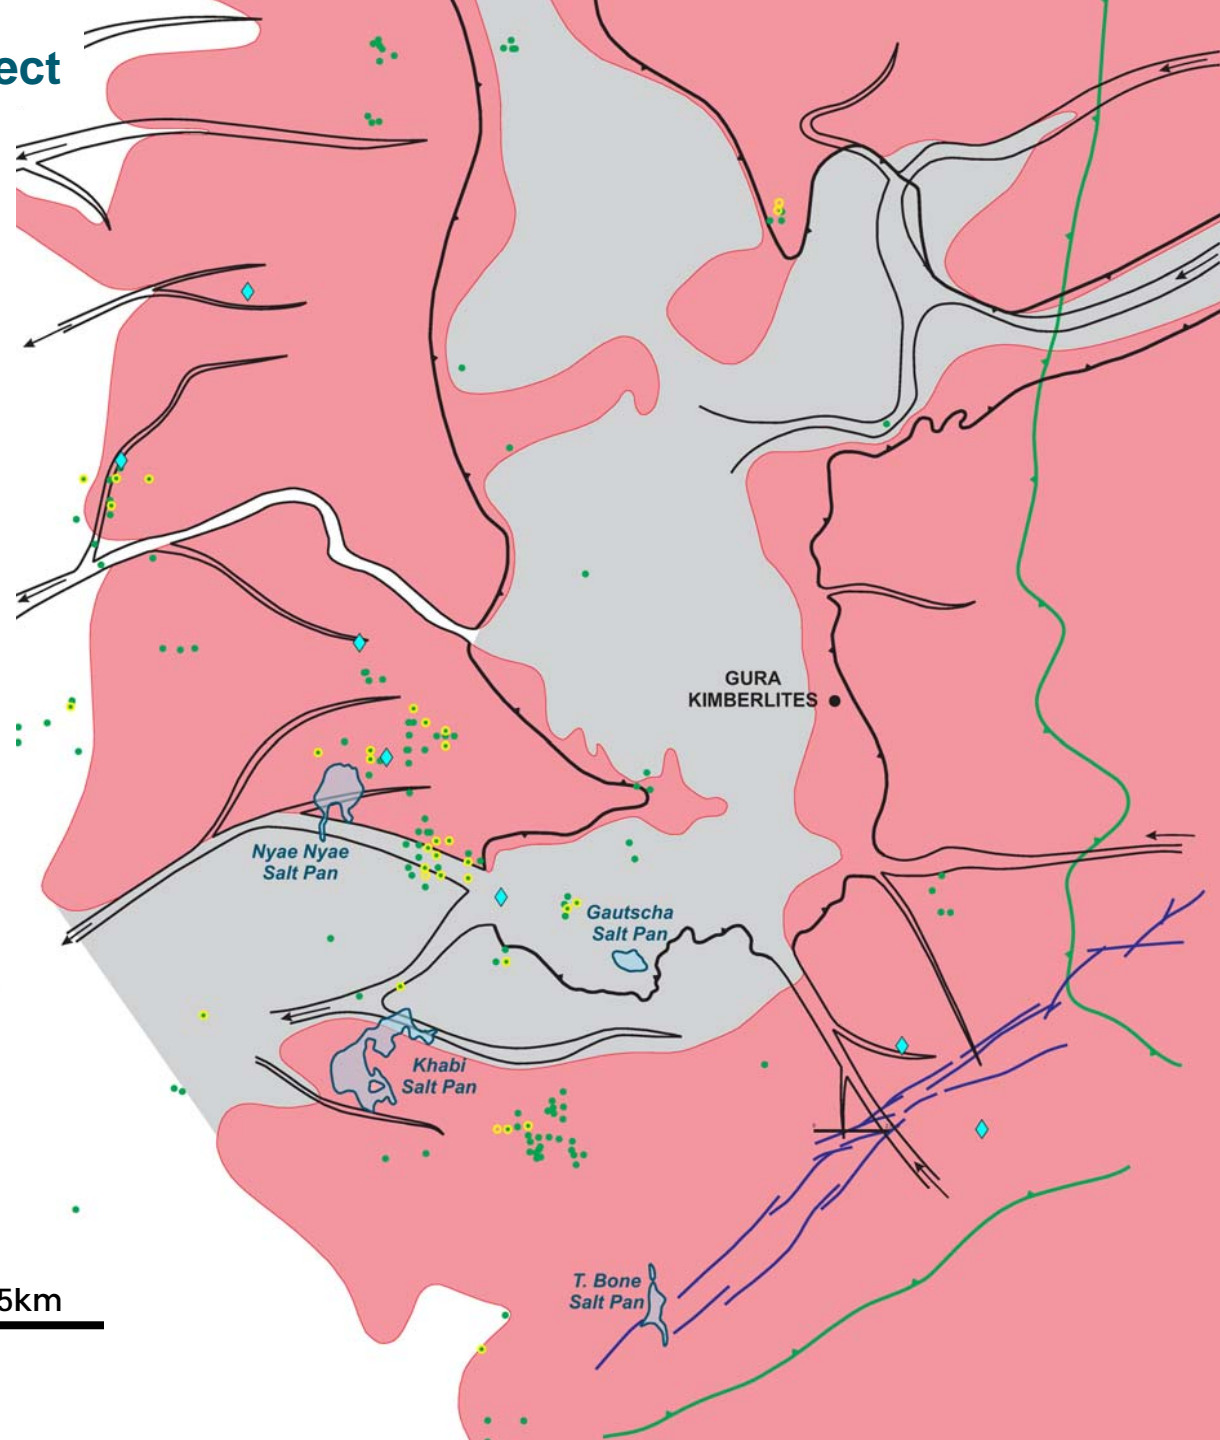 ect
GURA
KIMBERLITES
Nyae Nyae
Salt Pan
Gautscha
Salt Pan
Khabi
Salt Pan
T. Bone
Salt Pan
5km